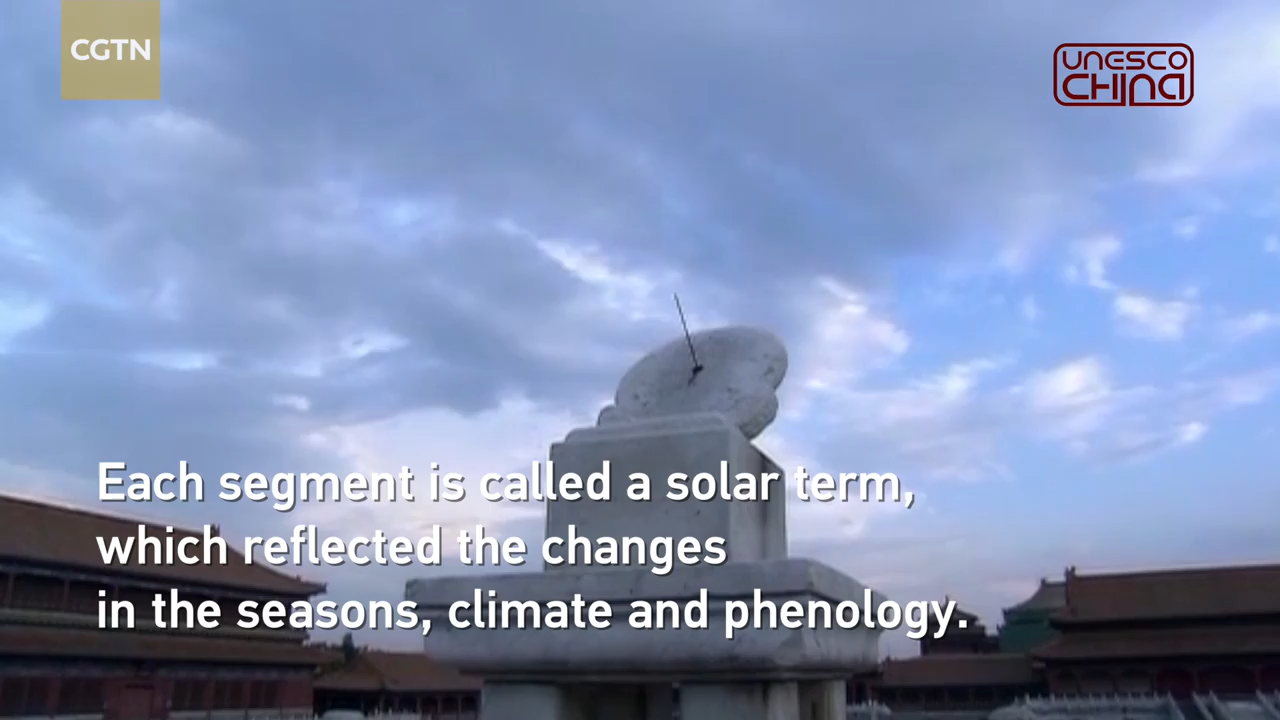 CGTN
UNESCO
CHINA
Each segment is called a solar term,
which reflected the changes
in the seasons, climate and phenology.